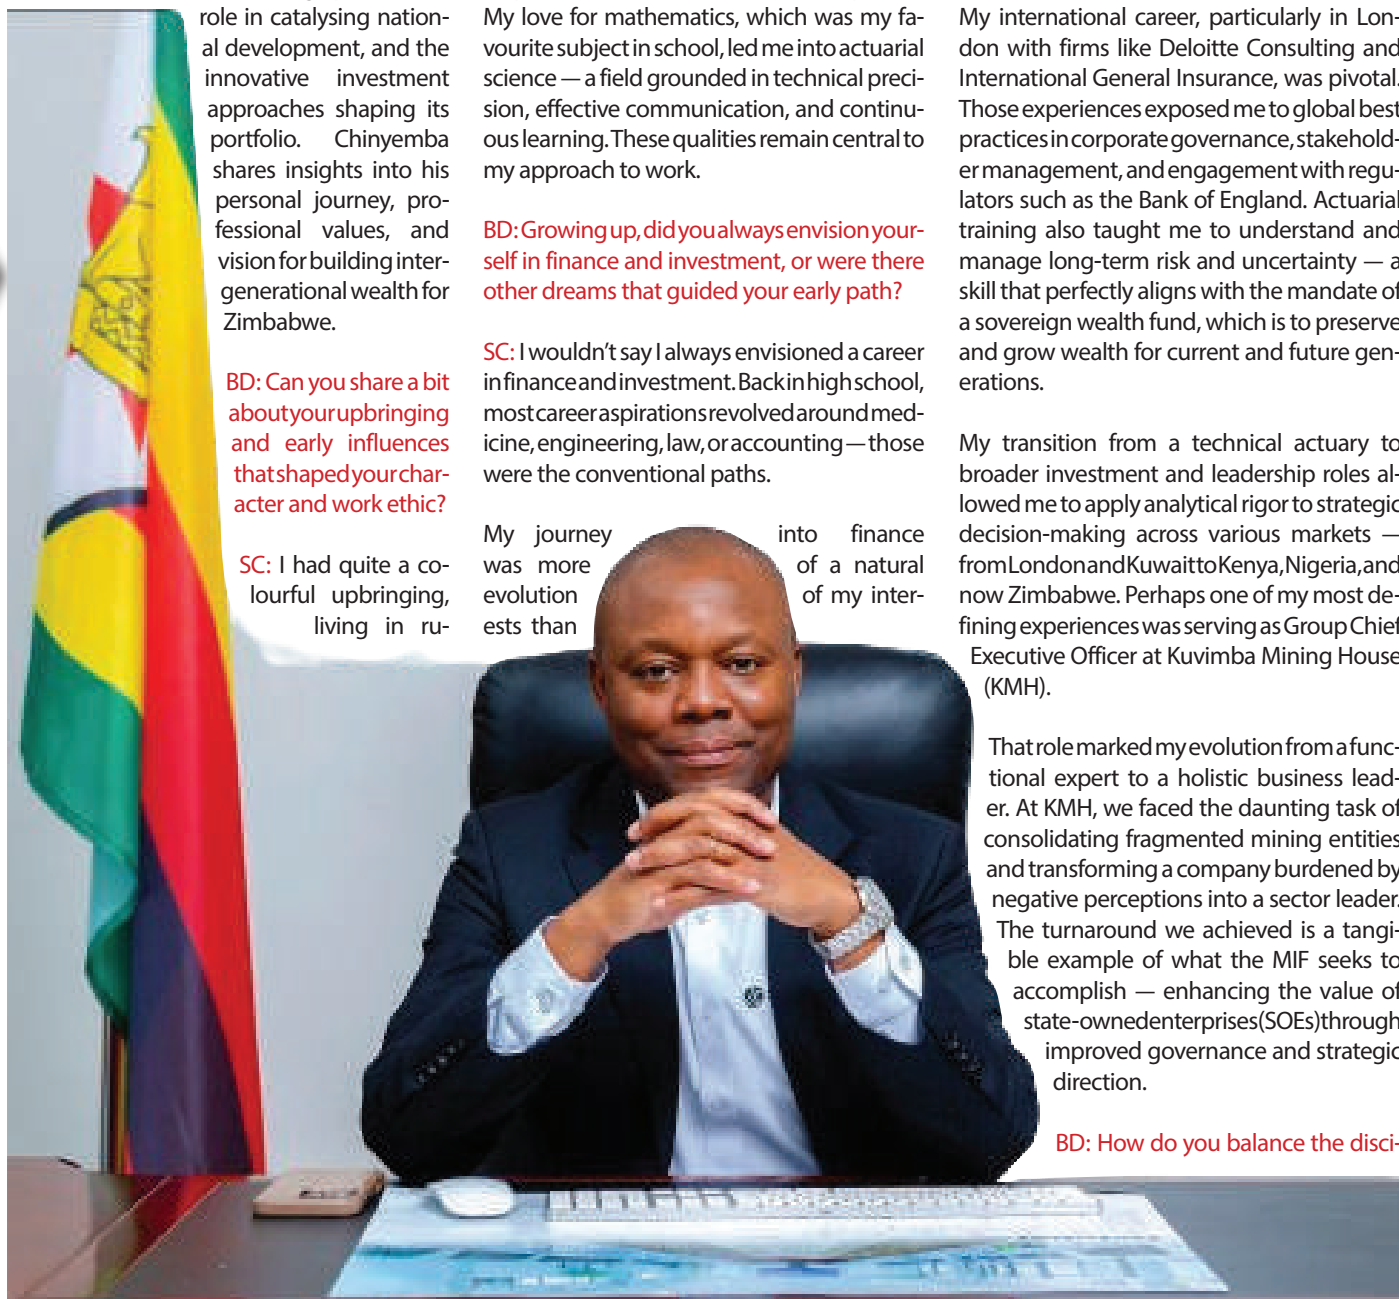 role in catalysing nation-
al development, and the
innovative investment
approaches shaping its
portfolio. Chinyemba
shares insights into his
personal journey, pro-
fessional values, and
vision for building inter-
generational wealth for
Zimbabwe.
BD: Can you share a bit
about your upbringing
and early influences
that shaped your char-
acter and work ethic?
SC: I had quite a co-
lourful upbringing,
living in ru-
My love for mathematics, which was my fa-
vourite subject in school, led me into actuarial
science — a field grounded in technical preci-
sion, effective communication, and continu-
ous learning. These qualities remain central to
my approach to work.
BD: Growing up, did you always envision your-
self in finance and investment, or were there
other dreams that guided your early path?
SC: I wouldn't say I always envisioned a career
in finance and investment. Back in high school,
most career aspirations revolved around med-
icine, engineering, law, or accounting — those
were the conventional paths.
My journey into finance
was more of a natural
evolution of my inter-
ests than
My international career, particularly in Lon-
don with firms like Deloitte Consulting and
International General Insurance, was pivotal.
Those experiences exposed me to global best
practices in corporate governance, stakehold-
er management, and engagement with regu-
lators such as the Bank of England. Actuarial
training also taught me to understand and
manage long-term risk and uncertainty — a
skill that perfectly aligns with the mandate of
a sovereign wealth fund, which is to preserve
and grow wealth for current and future gen-
erations.
My transition from a technical actuary to
broader investment and leadership roles al-
lowed me to apply analytical rigor to strategic
decision-making across various markets —
from London and Kuwait to Kenya, Nigeria, and
now Zimbabwe. Perhaps one of my most de-
fining experiences was serving as Group Chief
Executive Officer at Kuvimba Mining House
(KMH).
That role marked my evolution from a func-
tional expert to a holistic business lead-
er. At KMH, we faced the daunting task of
consolidating fragmented mining entities
and transforming a company burdened by
negative perceptions into a sector leader.
The turnaround we achieved is a tangi-
ble example of what the MIF seeks to
accomplish — enhancing the value of
state-owned enterprises (SOEs) through
improved governance and strategic
direction.
BD: How do you balance the disci-